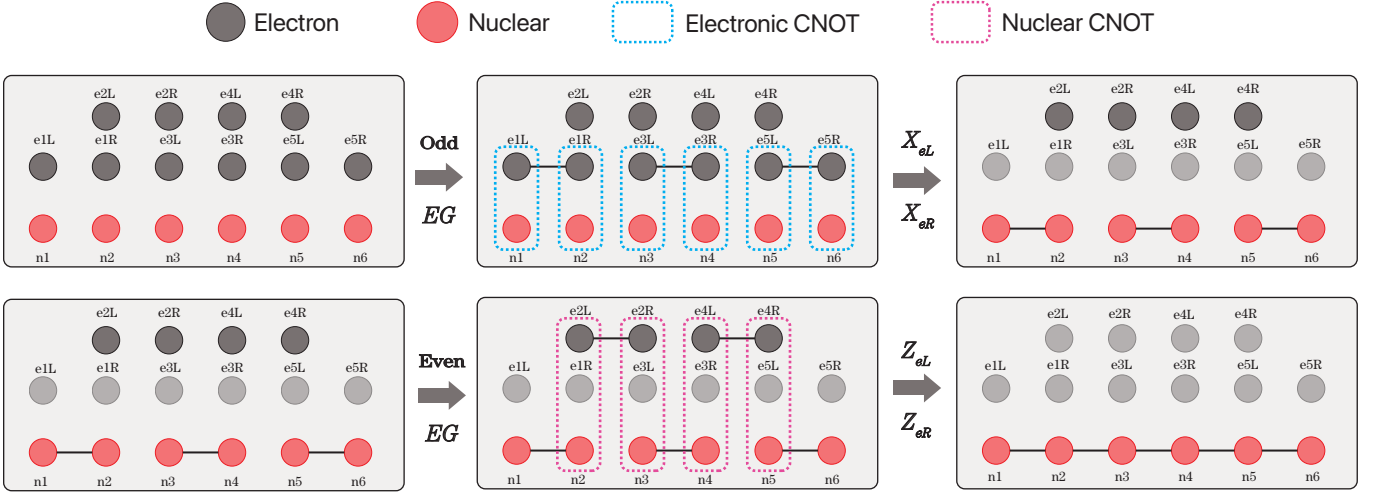 Electron Nuclear Electronic CNOT Nuclear CNOT
e2L e2R e4L e4R
e1L e1R e3L e3R e5L e5R
n1 n2 n3 n4 n5 n6
Odd
EG
e2L e2R e4L e4R
e1L e1R e3L e3R e5L e5R
n1 n2 n3 n4 n5 n6
X_eL
X_eR
e2L e2R e4L e4R
e1L e1R e3L e3R e5L e5R
n1 n2 n3 n4 n5 n6
e2L e2R e4L e4R
e1L e1R e3L e3R e5L e5R
n1 n2 n3 n4 n5 n6
Even
EG
e2L e2R e4L e4R
e1L e1R e3L e3R e5L e5R
n1 n2 n3 n4 n5 n6
Z_eL
Z_eR
e2L e2R e4L e4R
e1L e1R e3L e3R e5L e5R
n1 n2 n3 n4 n5 n6